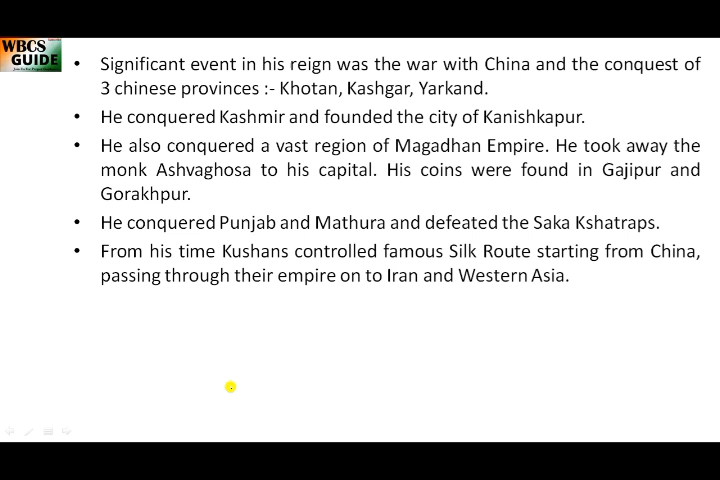 WBCS
GUIDE
• Significant event in his reign was the war with China and the conquest of
3 chinese provinces :- Khotan, Kashgar, Yarkand.
• He conquered Kashmir and founded the city of Kanishkapur.
• He also conquered a vast region of Magadhan Empire. He took away the
monk Ashvaghosa to his capital. His coins were found in Gajipur and
Gorakhpur.
• He conquered Punjab and Mathura and defeated the Saka Kshatraps.
• From his time Kushans controlled famous Silk Route starting from China,
passing through their empire on to Iran and Western Asia.